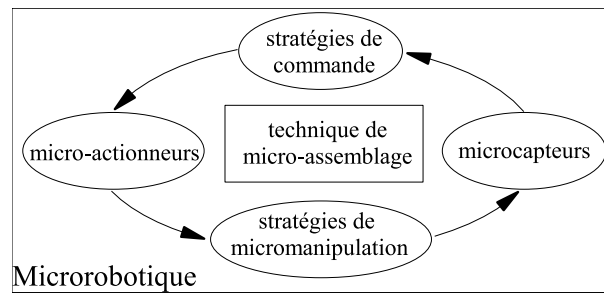 stratégies de
commande
micro-actionneurs
technique de
micro-assemblage
microcapteurs
stratégies de
micromanipulation
Microrobotique